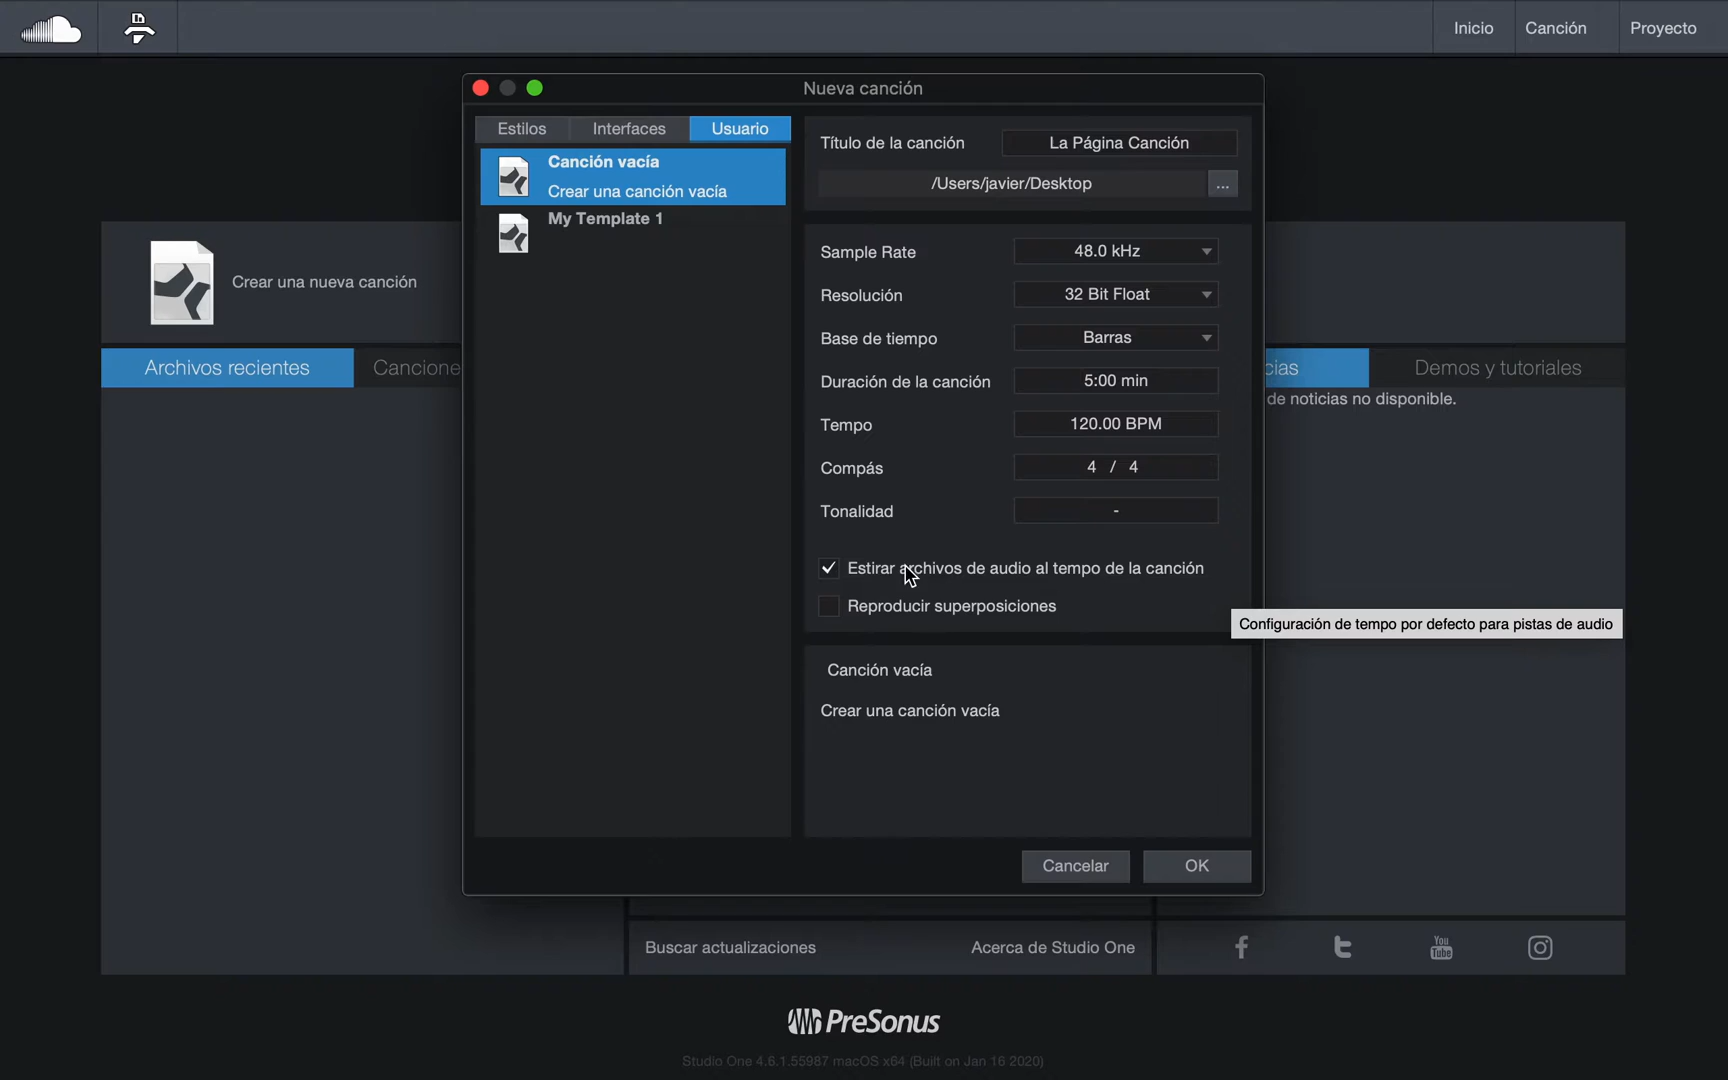 Inicio
Canción
Proyecto
Nueva canción
Estilos
Interfaces
Usuario
Canción vacía
Crear una canción vacía
My Template 1
Título de la canción
La Página Canción
/Users/javier/Desktop
...
Sample Rate
48.0 kHz
Resolución
32 Bit Float
Base de tiempo
Barras
Duración de la canción
5:00 min
Tempo
120.00 BPM
Compás
4 / 4
Tonalidad
-
Estirar archivos de audio al tempo de la canción
Reproducir superposiciones
Configuración de tempo por defecto para pistas de audio
Canción vacía
Crear una canción vacía
Cancelar
OK
Crear una nueva canción
Archivos recientes
Cancione
cias
Demos y tutoriales
de noticias no disponible.
Buscar actualizaciones
Acerca de Studio One
You
Tube
PreSonus
Studio One 4.6.1.55987 macOS x64 (Built on Jan 16 2020)